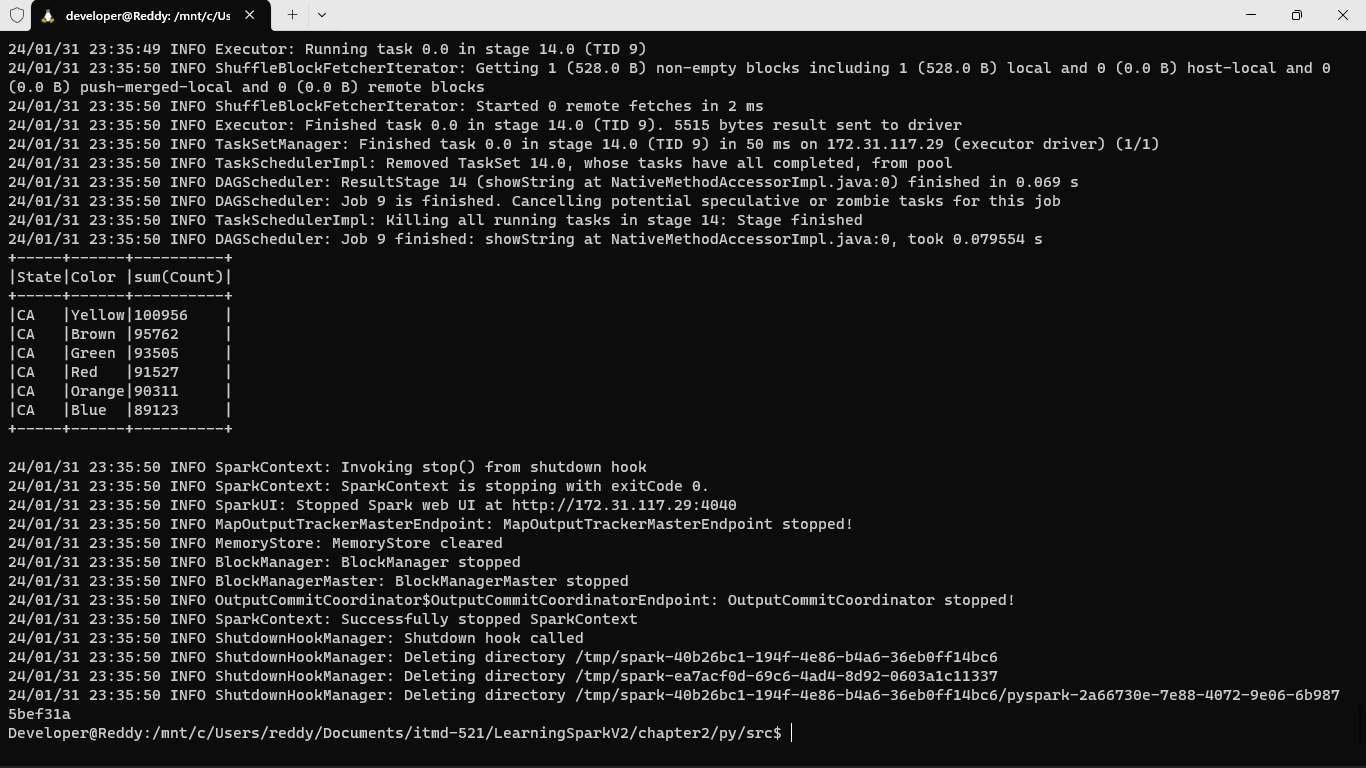 developer@Reddy: /mnt/c/Us
24/01/31 23:35:49 INFO Executor: Running task 0.0 in stage 14.0 (TID 9)
24/01/31 23:35:50 INFO ShuffleBlockFetcherIterator: Getting 1 (528.0 B) non-empty blocks including 1 (528.0 B) local and 0 (0.0 B) host-local and 0
(0.0 B) push-merged-local and 0 (0.0 B) remote blocks
24/01/31 23:35:50 INFO ShuffleBlockFetcherIterator: Started 0 remote fetches in 2 ms
24/01/31 23:35:50 INFO Executor: Finished task 0.0 in stage 14.0 (TID 9). 5515 bytes result sent to driver
24/01/31 23:35:50 INFO TaskSetManager: Finished task 0.0 in stage 14.0 (TID 9) in 50 ms on 172.31.117.29 (executor driver) (1/1)
24/01/31 23:35:50 INFO TaskSchedulerImpl: Removed TaskSet 14.0, whose tasks have all completed, from pool
24/01/31 23:35:50 INFO DAGScheduler: ResultStage 14 (showString at NativeMethodAccessorImpl.java:0) finished in 0.069 s
24/01/31 23:35:50 INFO DAGScheduler: Job 9 is finished. Cancelling potential speculative or zombie tasks for this job
24/01/31 23:35:50 INFO TaskSchedulerImpl: Killing all running tasks in stage 14: Stage finished
24/01/31 23:35:50 INFO DAGScheduler: Job 9 finished: showString at NativeMethodAccessorImpl.java:0, took 0.079554 s
+-----+------+----------+
|State|Color |sum(Count)|
+-----+------+----------+
|CA   |Yellow|100956    |
|CA   |Brown |95762     |
|CA   |Green |93505     |
|CA   |Red   |91527     |
|CA   |Orange|90311     |
|CA   |Blue  |89123     |
+-----+------+----------+
24/01/31 23:35:50 INFO SparkContext: Invoking stop() from shutdown hook
24/01/31 23:35:50 INFO SparkContext: SparkContext is stopping with exitCode 0.
24/01/31 23:35:50 INFO SparkUI: Stopped Spark web UI at http://172.31.117.29:4040
24/01/31 23:35:50 INFO MapOutputTrackerMasterEndpoint: MapOutputTrackerMasterEndpoint stopped!
24/01/31 23:35:50 INFO MemoryStore: MemoryStore cleared
24/01/31 23:35:50 INFO BlockManager: BlockManager stopped
24/01/31 23:35:50 INFO BlockManagerMaster: BlockManagerMaster stopped
24/01/31 23:35:50 INFO OutputCommitCoordinator$OutputCommitCoordinatorEndpoint: OutputCommitCoordinator stopped!
24/01/31 23:35:50 INFO SparkContext: Successfully stopped SparkContext
24/01/31 23:35:50 INFO ShutdownHookManager: Shutdown hook called
24/01/31 23:35:50 INFO ShutdownHookManager: Deleting directory /tmp/spark-40b26bc1-194f-4e86-b4a6-36eb0ff14bc6
24/01/31 23:35:50 INFO ShutdownHookManager: Deleting directory /tmp/spark-ea7acf0d-69c6-4ad4-8d92-0603a1c11337
24/01/31 23:35:50 INFO ShutdownHookManager: Deleting directory /tmp/spark-40b26bc1-194f-4e86-b4a6-36eb0ff14bc6/pyspark-2a66730e-7e88-4072-9e06-6b987
5bef31a
Developer@Reddy:/mnt/c/Users/reddy/Documents/itmd-521/LearningSparkV2/chapter2/py/src$